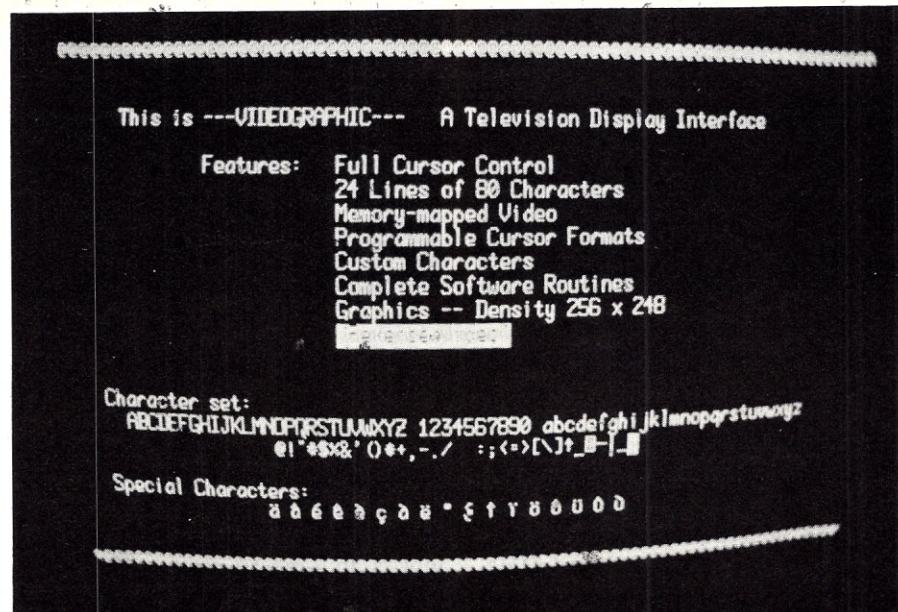 This is ---VIDEOGRAPHIC--- A Television Display Interface
Features: Full Cursor Control
24 Lines of 80 Characters
Memory-mapped Video
Programmable Cursor Formats
Custom Characters
Complete Software Routines
Graphics -- Density 256 x 248
Character set:
ABCDEFGHIJKLMNOPQRSTUVWXYZ 1234567890 abcdefghijklmnopqrstuvwxyz
@!"#$%&'()*+,-./ :;<=>[\]↑_
Special Characters: